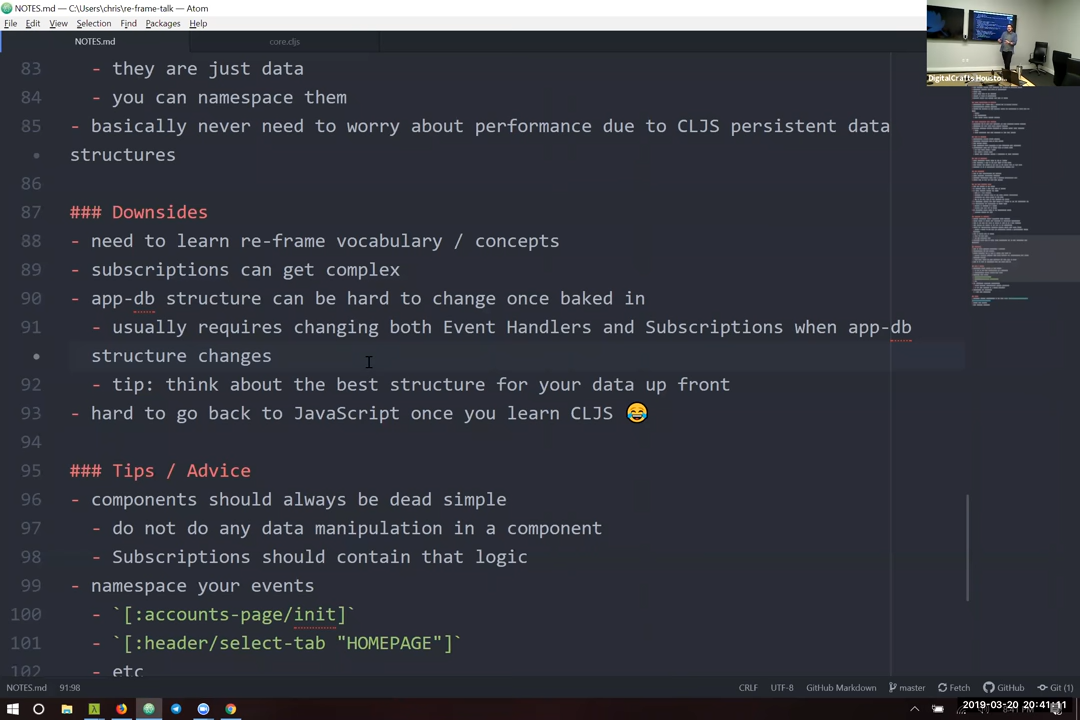 NOTES.md — C:\Users\chris\re-frame-talk — Atom
File Edit View Selection Find Packages Help
NOTES.md core.cljs
DigitalCrafts Housto...
83 - they are just data
84 - you can namespace them
85 - basically never need to worry about performance due to CLJS persistent data
• structures
86
87 ### Downsides
88 - need to learn re-frame vocabulary / concepts
89 - subscriptions can get complex
90 - app-db structure can be hard to change once baked in
91 - usually requires changing both Event Handlers and Subscriptions when app-db
• structure changes
92 - tip: think about the best structure for your data up front
93 - hard to go back to JavaScript once you learn CLJS 😂
94
95 ### Tips / Advice
96 - components should always be dead simple
97 - do not do any data manipulation in a component
98 - Subscriptions should contain that logic
99 - namespace your events
100 - `[:accounts-page/init]`
101 - `[:header/select-tab "HOMEPAGE"]`
102 - etc
NOTES.md 91:98 CRLF UTF-8 GitHub Markdown master Fetch GitHub Git (1)
2019-03-20 20:41:11